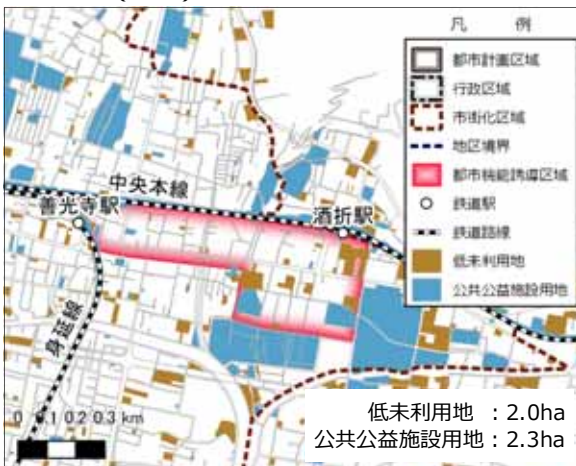 凡 例
都市計画区域
行政区域
市街化区域
地区境界
都市機能誘導区域
鉄道駅
鉄道路線
低未利用地
公共公益施設用地
中央本線
善光寺駅
酒折駅
身延線
0 0.1 0.2 0.3 km
低未利用地 : 2.0ha
公共公益施設用地 : 2.3ha